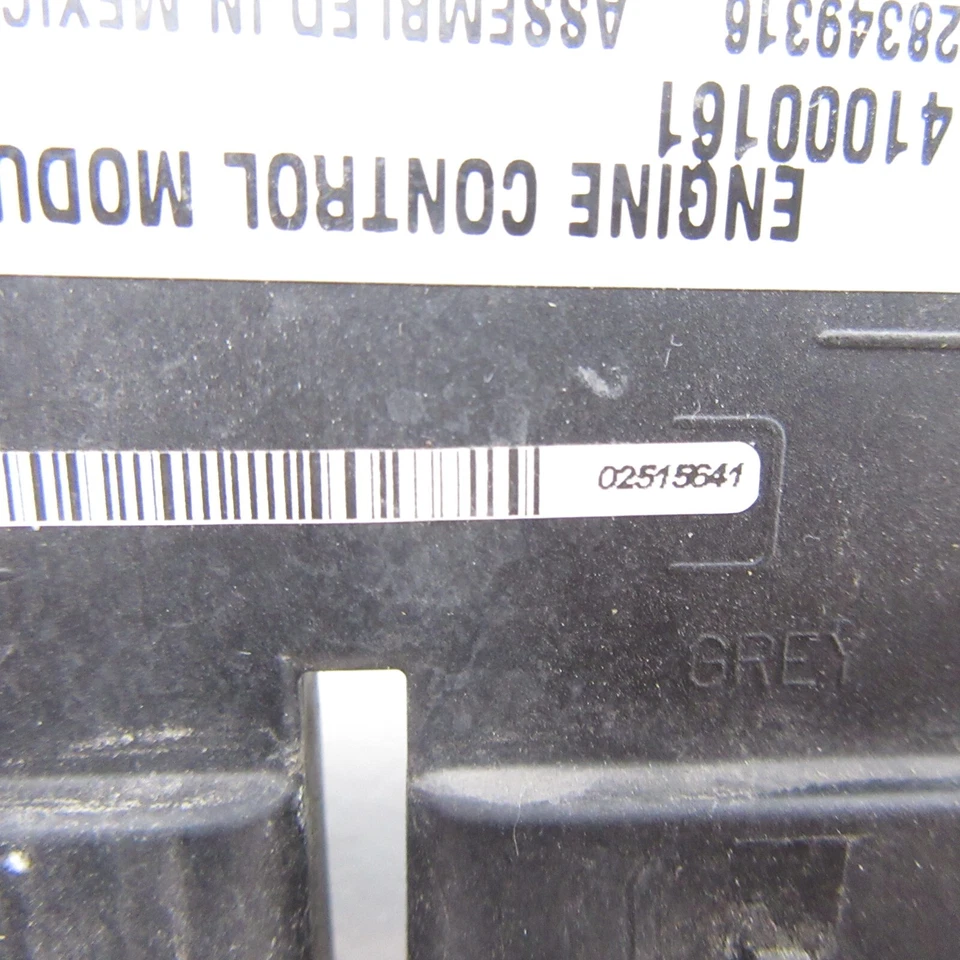 ENGINE CONTROL MODU
41000161
28349316 ASSEMBLED IN MEXIC
02515641
GREY